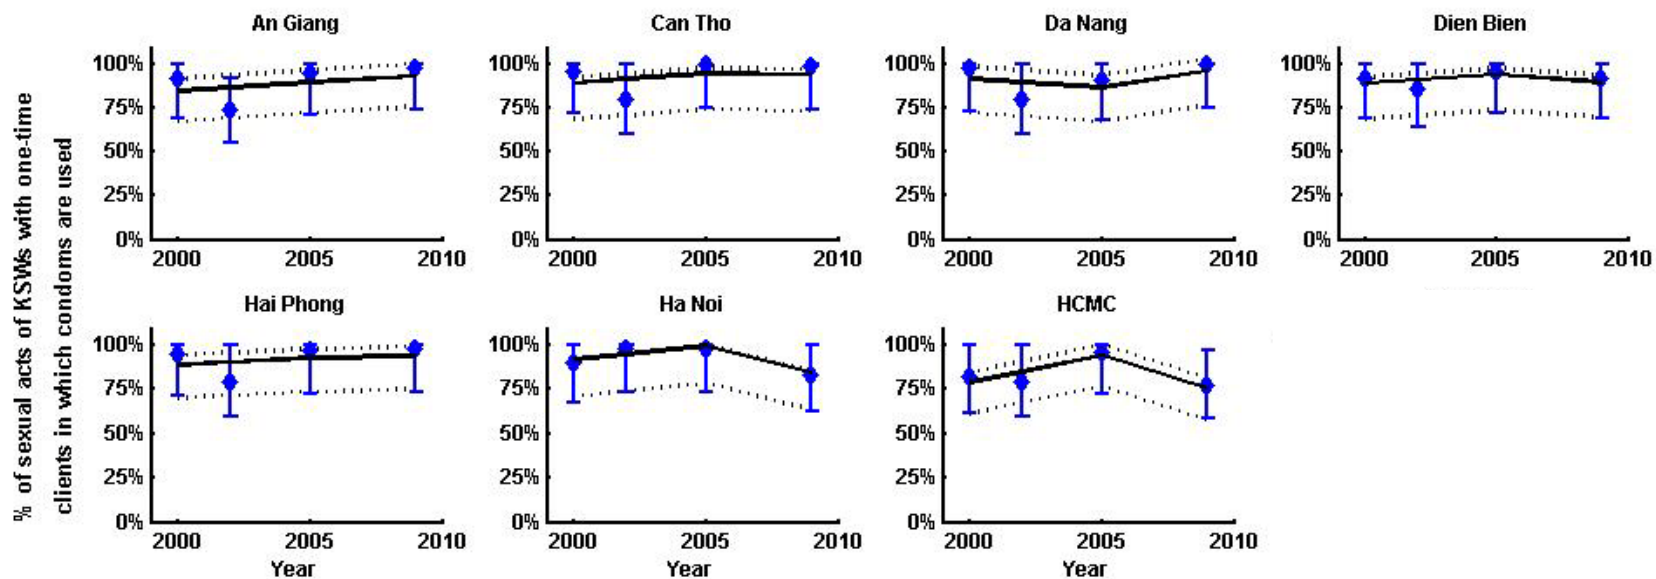 % of sexual acts of KSWs with one-time
clients in which condoms are used
An Giang
100%
75%
50%
25%
0%
2000 2005 2010
Can Tho
100%
75%
50%
25%
0%
2000 2005 2010
Da Nang
100%
75%
50%
25%
0%
2000 2005 2010
Dien Bien
100%
75%
50%
25%
0%
2000 2005 2010
Hai Phong
100%
75%
50%
25%
0%
2000 2005 2010
Year
Ha Noi
100%
75%
50%
25%
0%
2000 2005 2010
Year
HCMC
100%
75%
50%
25%
0%
2000 2005 2010
Year